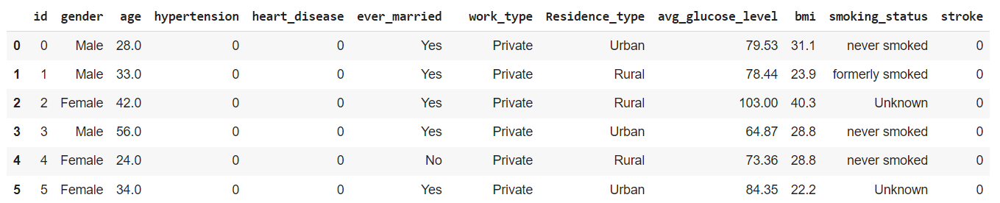 id gender age hypertension heart_disease ever_married work_type Residence_type avg_glucose_level bmi smoking_status stroke
0 0 Male 28.0 0 0 Yes Private Urban 79.53 31.1 never smoked 0
1 1 Male 33.0 0 0 Yes Private Rural 78.44 23.9 formerly smoked 0
2 2 Female 42.0 0 0 Yes Private Rural 103.00 40.3 Unknown 0
3 3 Male 56.0 0 0 Yes Private Urban 64.87 28.8 never smoked 0
4 4 Female 24.0 0 0 No Private Rural 73.36 28.8 never smoked 0
5 5 Female 34.0 0 0 Yes Private Urban 84.35 22.2 Unknown 0